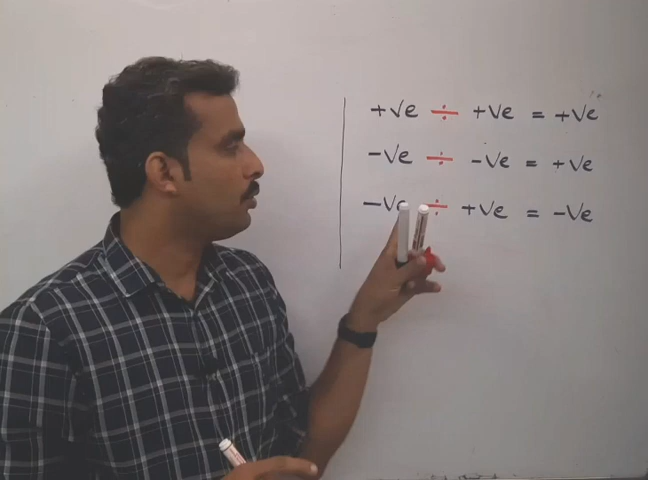 +Ve ÷ +Ve = +Ve
-Ve ÷ -Ve = +Ve
-Ve ÷ +Ve = -Ve